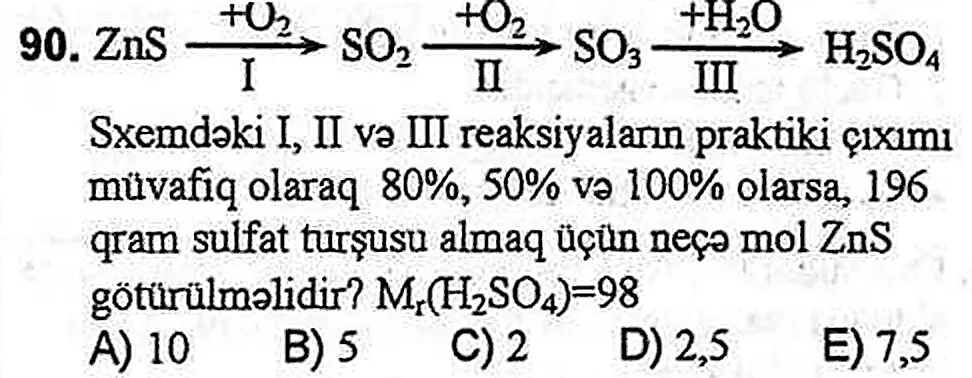 90. ZnS +O₂ → I SO₂ +O₂ → II SO₃ +H₂O → III H₂SO₄
Sxemdəki I, II və III reaksiyaların praktiki çıxımı
müvafiq olaraq 80%, 50% və 100% olarsa, 196
qram sulfat turşusu almaq üçün neçə mol ZnS
götürülməlidir? Mᵣ(H₂SO₄)=98
A) 10 B) 5 C) 2 D) 2,5 E) 7,5